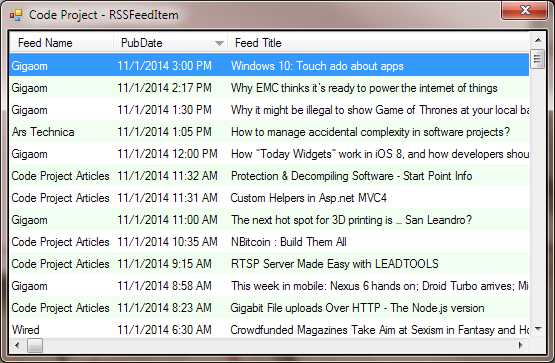 Code Project - RSSFeedItem
Feed Name PubDate Feed Title
Gigaom 11/1/2014 3:00 PM Windows 10: Touch ado about apps
Gigaom 11/1/2014 2:17 PM Why EMC thinks it's ready to power the internet of things
Gigaom 11/1/2014 1:30 PM Why it might be illegal to show Game of Thrones at your local ba
Ars Technica 11/1/2014 1:05 PM How to manage accidental complexity in software projects?
Gigaom 11/1/2014 12:00 PM How "Today Widgets" work in iOS 8, and how developers shou
Code Project Articles 11/1/2014 11:32 AM Protection & Decompiling Software - Start Point Info
Code Project Articles 11/1/2014 11:31 AM Custom Helpers in Asp.net MVC4
Gigaom 11/1/2014 11:00 AM The next hot spot for 3D printing is ... San Leandro?
Code Project Articles 11/1/2014 10:35 AM NBitcoin : Build Them All
Code Project Articles 11/1/2014 9:15 AM RTSP Server Made Easy with LEADTOOLS
Gigaom 11/1/2014 8:58 AM This week in mobile: Nexus 6 hands on; Droid Turbo arrives; Mi
Code Project Articles 11/1/2014 8:23 AM Gigabit File uploads Over HTTP - The Node.js version
Wired 11/1/2014 6:30 AM Crowdfunded Magazines Take Aim at Sexism in Fantasy and Ho